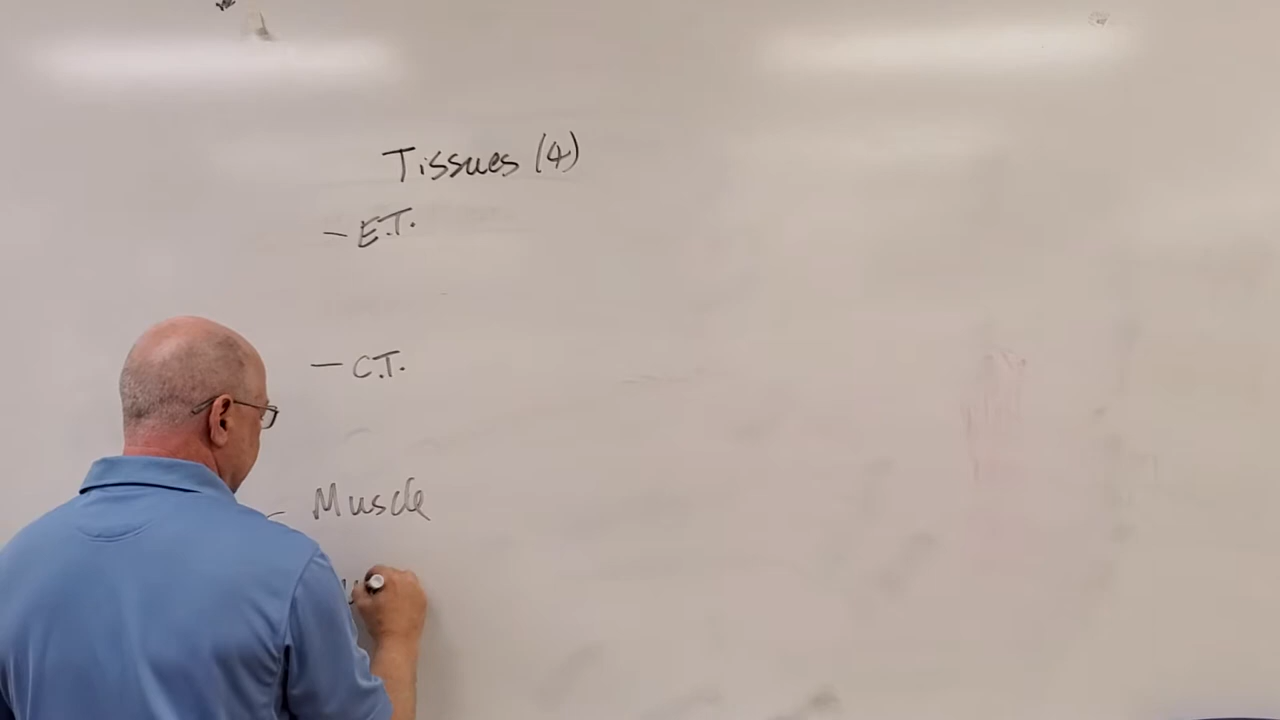 Tissues (4)
- E.T.
- C.T.
- Muscle